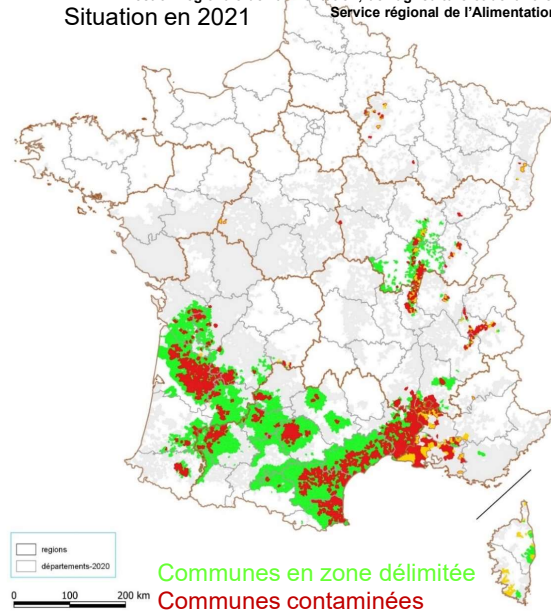 Situation en 2021
Service régional de l'Alimentation
regions
départements-2020
Communes en zone délimitée
0 100 200 km
Communes contaminées